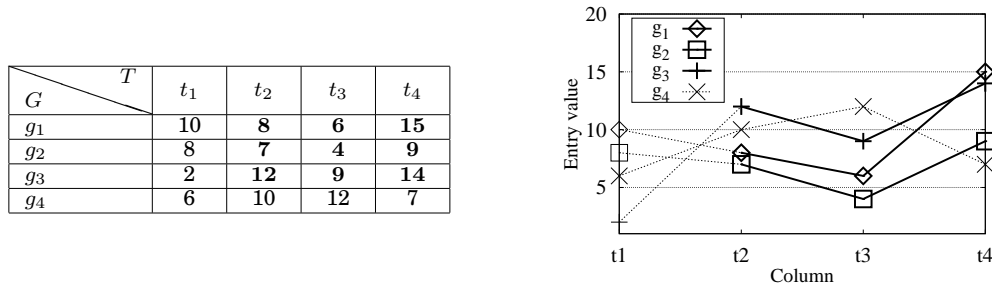 T
G
t1 t2 t3 t4
g1 10 8 6 15
g2 8 7 4 9
g3 2 12 9 14
g4 6 10 12 7
20
15
10
5
Entry value
g1
g2
g3
g4
t1 t2 t3 t4
Column